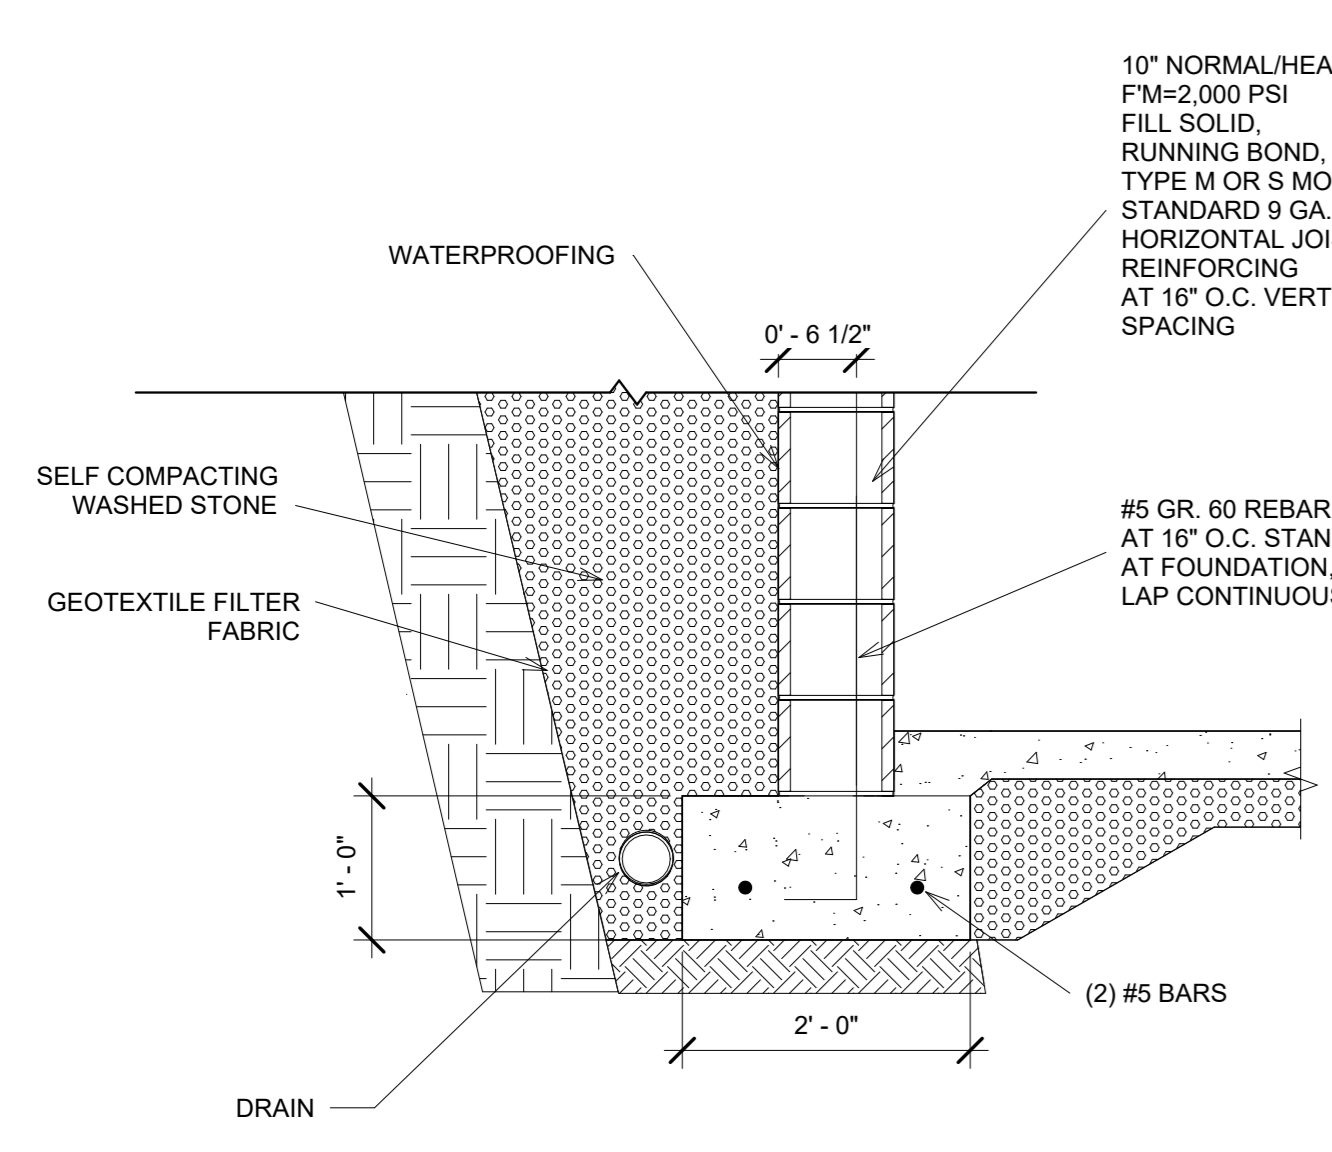 10" NORMAL/HEA
F'M=2,000 PSI
FILL SOLID,
RUNNING BOND,
TYPE M OR S MO
STANDARD 9 GA.
HORIZONTAL JOI
REINFORCING
AT 16" O.C. VERT
SPACING
WATERPROOFING
0' - 6 1/2"
SELF COMPACTING
WASHED STONE
#5 GR. 60 REBAR
AT 16" O.C. STAN
AT FOUNDATION,
LAP CONTINUOUS
GEOTEXTILE FILTER
FABRIC
1' - 0"
(2) #5 BARS
2' - 0"
DRAIN